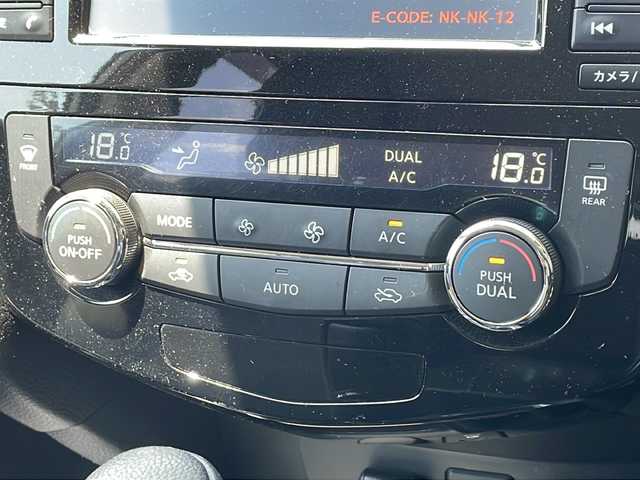 E-CODE: NK-NK-12
カメラ/
18.0 °C
DUAL
A/C
18.0 °C
FRONT
REAR
PUSH
ON-OFF
MODE
A/C
AUTO
PUSH
DUAL